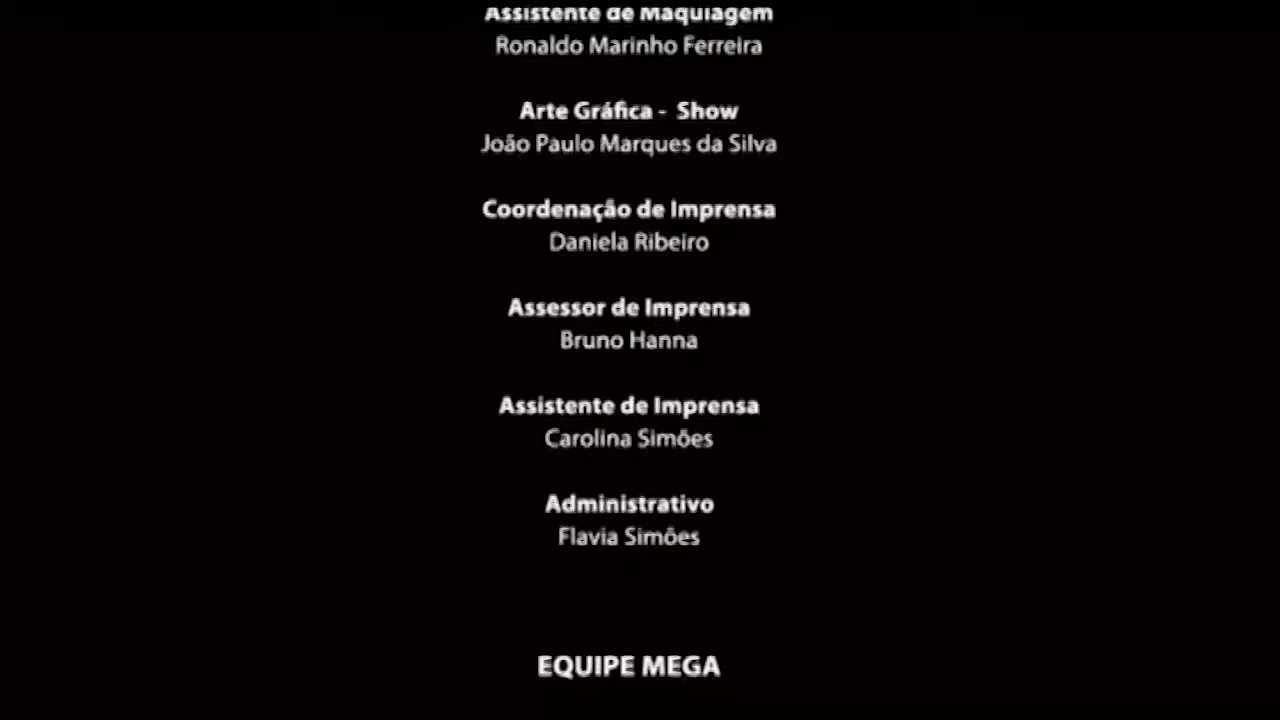 Assistente de Maquiagem
Ronaldo Marinho Ferreira
Arte Gráfica - Show
João Paulo Marques da Silva
Coordenação de Imprensa
Daniela Ribeiro
Assessor de Imprensa
Bruno Hanna
Assistente de Imprensa
Carolina Simões
Administrativo
Flavia Simões
EQUIPE MEGA